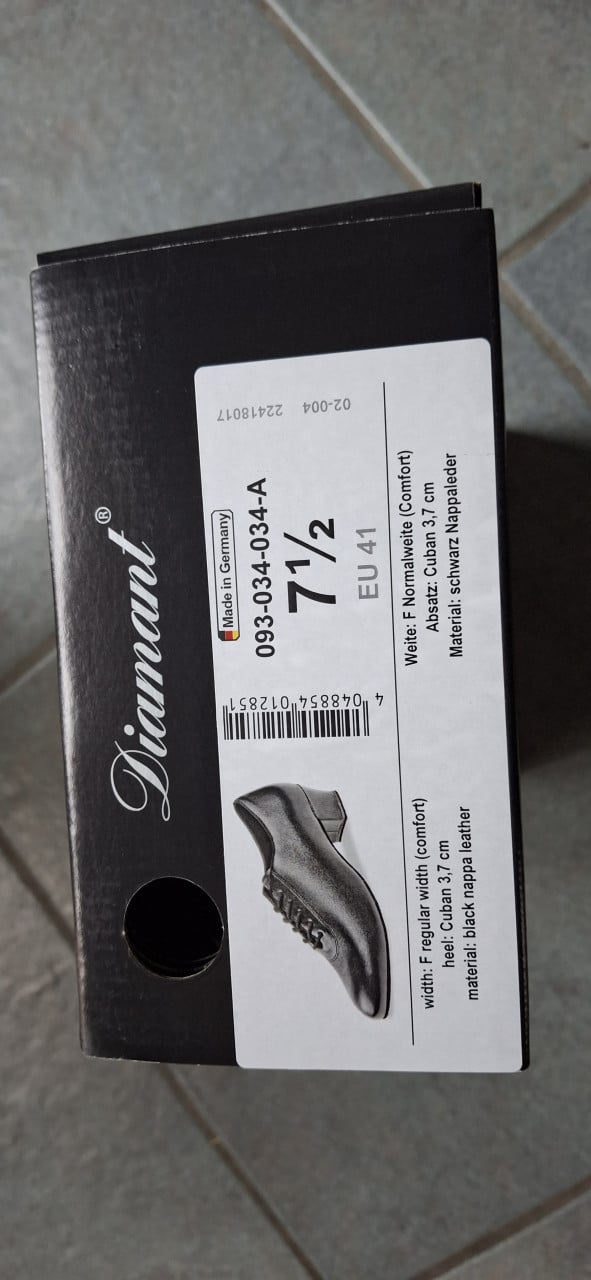 Diamant®
Made in Germany
093-034-034-A
7½
EU 41
22418017 02-004
4 048854 012851
width: F regular width (comfort)
heel: Cuban 3,7 cm
material: black nappa leather
Weite: F Normalweite (Comfort)
Absatz: Cuban 3,7 cm
Material: schwarz Nappaleder